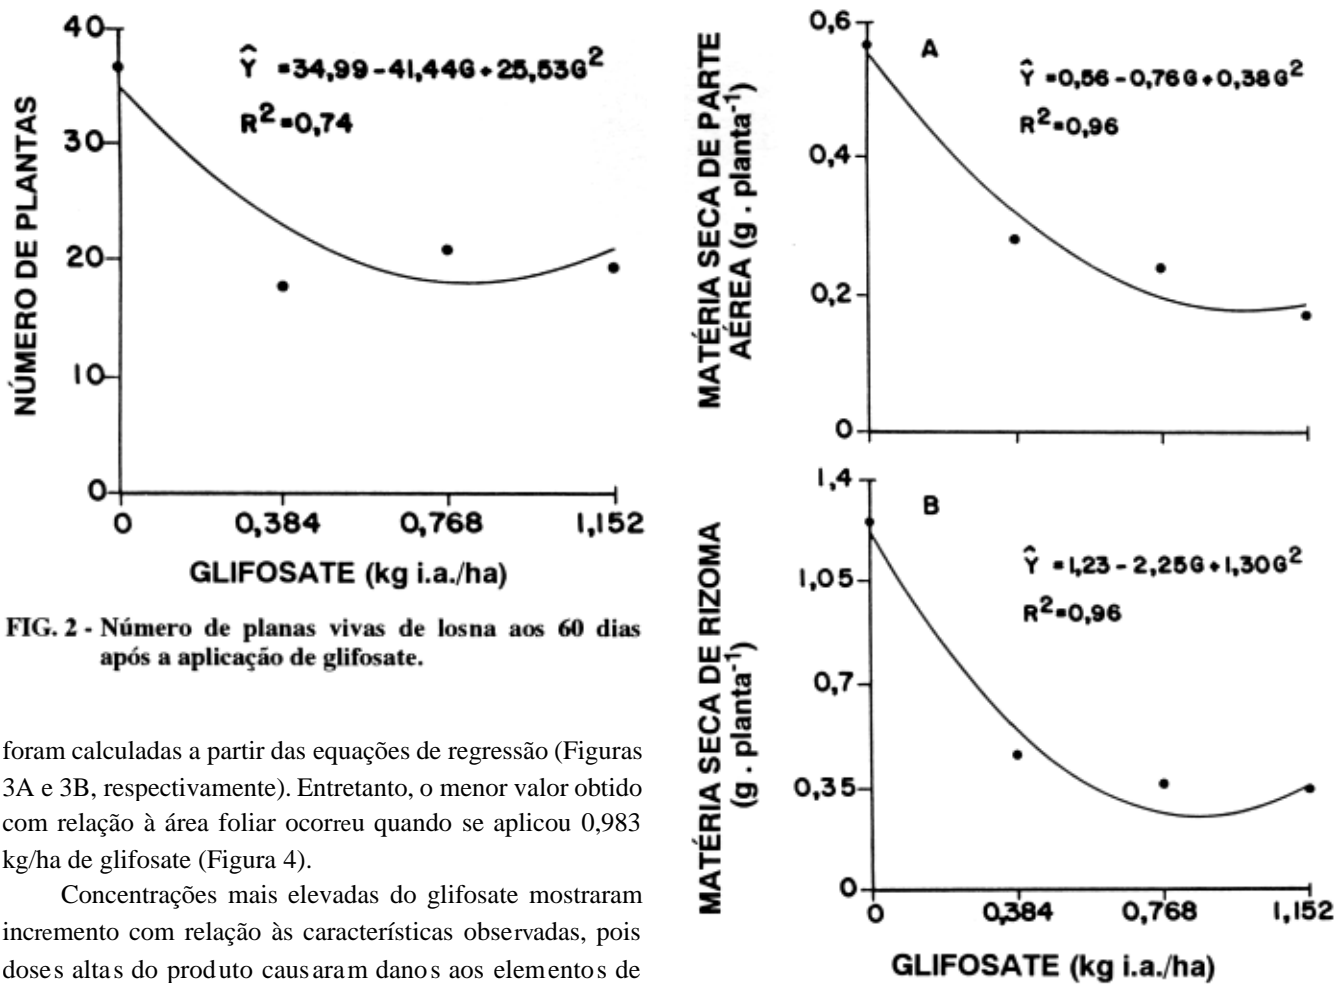 40
30
20
10
0
NÚMERO DE PLANTAS
Ŷ =34,99-41,44G+25,53G²
R²=0,74
0 0,384 0,768 1,152
GLIFOSATE (kg i.a./ha)
FIG. 2 - Número de planas vivas de losna aos 60 dias
após a aplicação de glifosate.
foram calculadas a partir das equações de regressão (Figuras
3A e 3B, respectivamente). Entretanto, o menor valor obtido
com relação à área foliar ocorreu quando se aplicou 0,983
kg/ha de glifosate (Figura 4).
Concentrações mais elevadas do glifosate mostraram
incremento com relação às características observadas, pois
doses altas do produto causaram danos aos elementos de
0,6
0,4
0,2
0
MATÉRIA SECA DE PARTE
AÉREA (g . planta⁻¹)
A
Ŷ =0,56-0,76G+0,38G²
R²=0,96
1,4
1,05
0,7
0,35
0
MATÉRIA SECA DE RIZOMA
(g . planta⁻¹)
B
Ŷ =1,23-2,25G+1,30G²
R²=0,96
0 0,384 0,768 1,152
GLIFOSATE (kg i.a./ha)